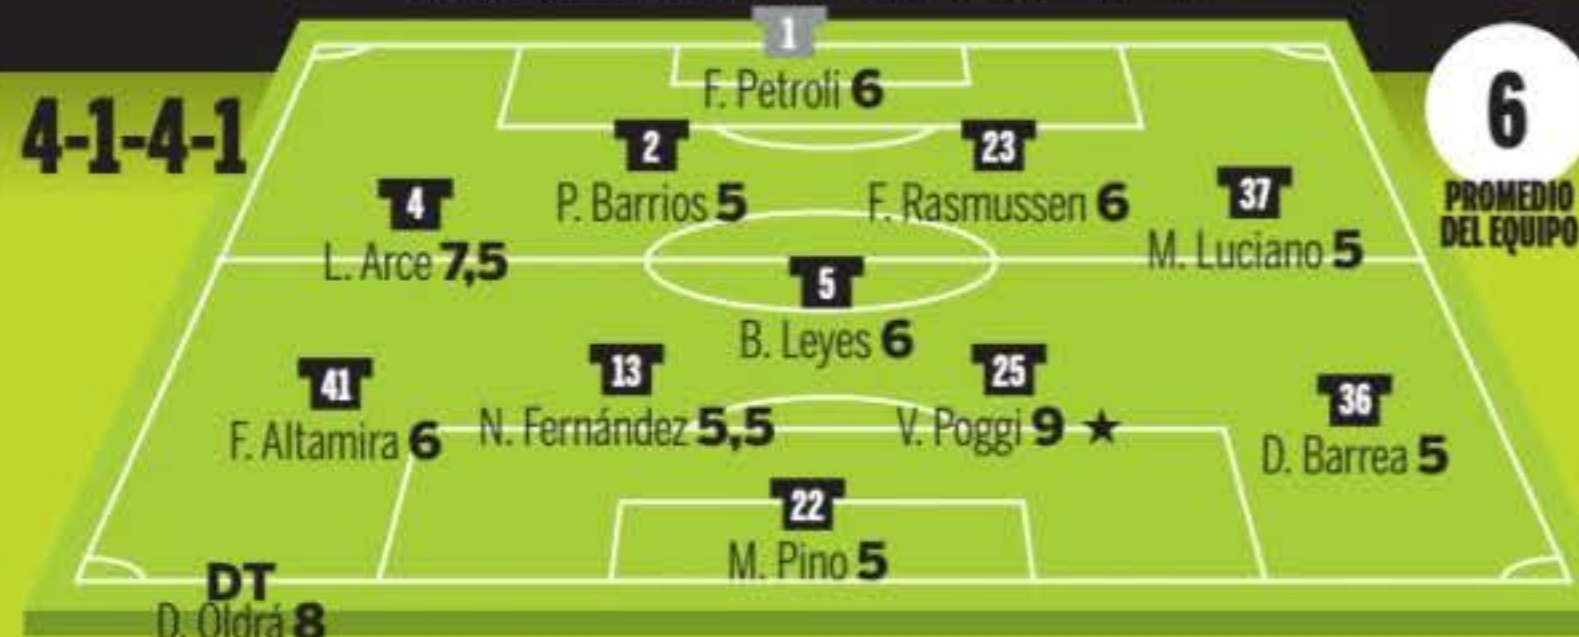 4-1-4-1
1
F. Petroli 6
6
PROMEDIO
DEL EQUIPO
2
P. Barrios 5
23
F. Rasmussen 6
4
L. Arce 7,5
37
M. Luciano 5
5
B. Leyes 6
41
F. Altamira 6
13
N. Fernández 5,5
25
V. Poggi 9 ★
36
D. Barrea 5
22
M. Pino 5
DT
D. Oldrá 8